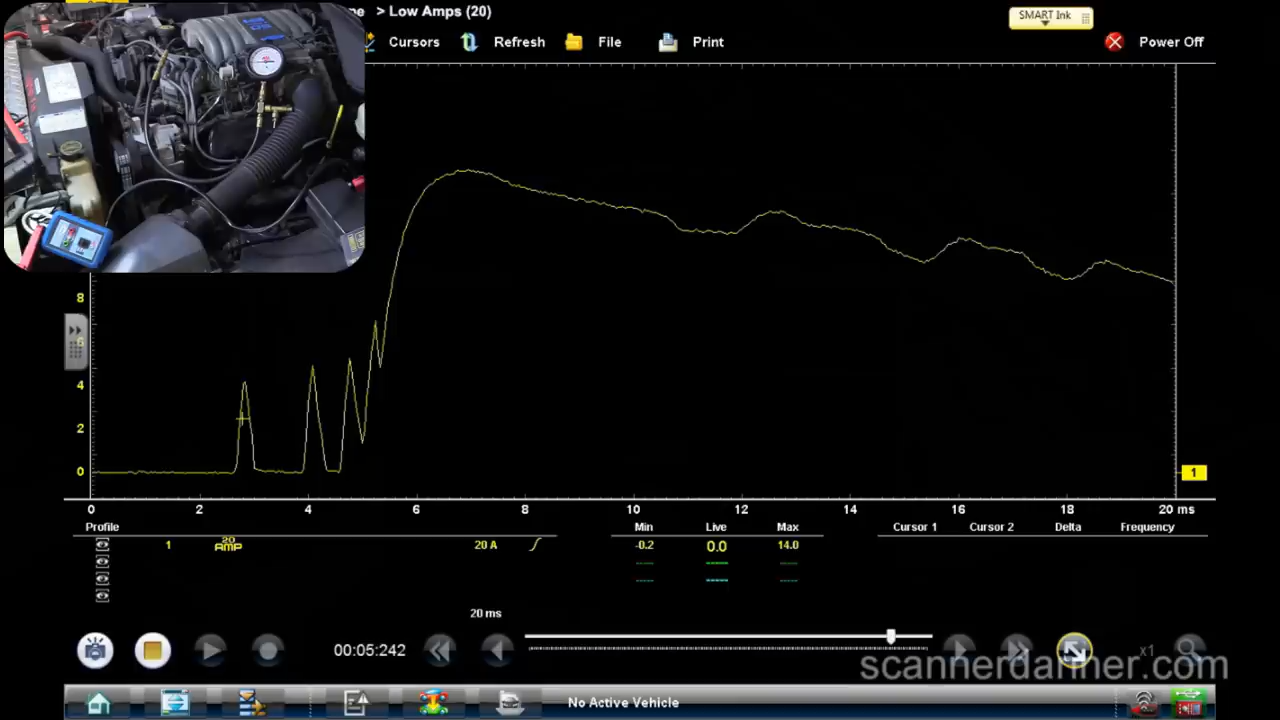 > Low Amps (20)
SMART Ink
Cursors Refresh File Print Power Off
8
4
2
0
1
0 2 4 6 8 10 12 14 16 18 20 ms
Profile Min Live Max Cursor 1 Cursor 2 Delta Frequency
1 20 AMP 20 A -0.2 0.0 14.0
20 ms
00:05:242 x1
scannerdanner.com
No Active Vehicle